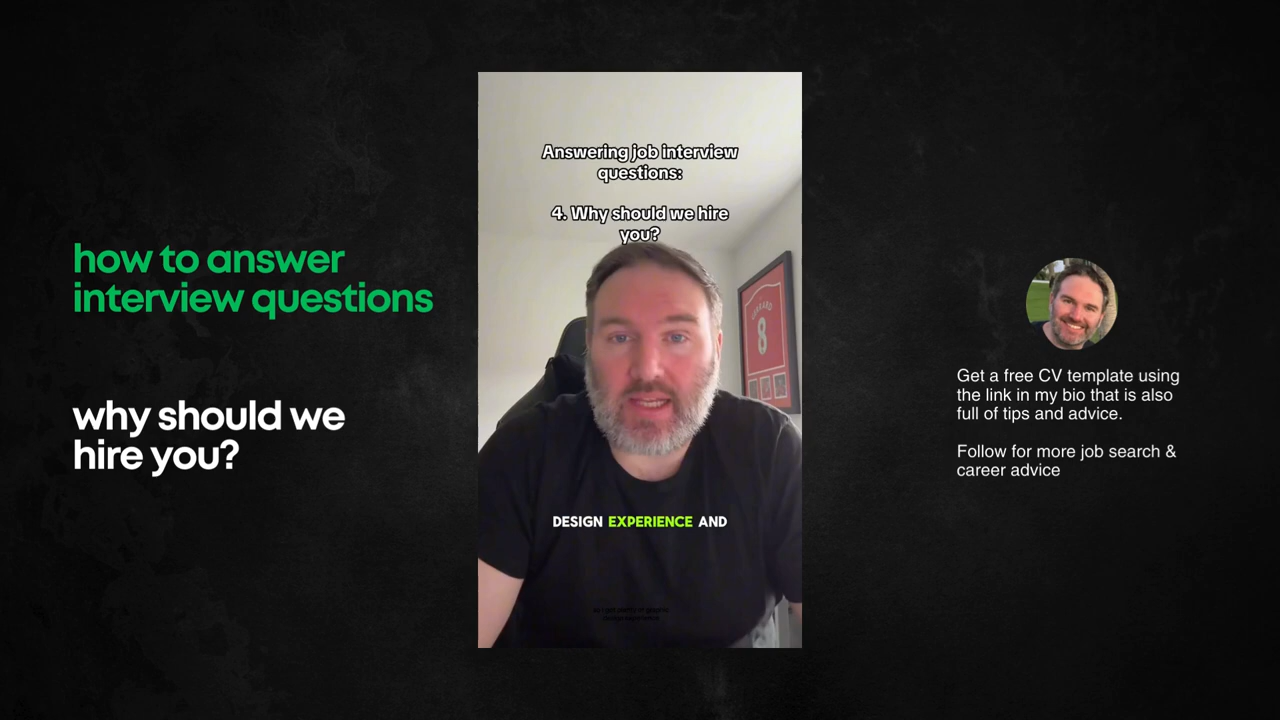 how to answer
interview questions
why should we
hire you?
Answering job interview
questions:
4. Why should we hire
you?
GERRARD
8
DESIGN EXPERIENCE AND
Get a free CV template using
the link in my bio that is also
full of tips and advice.
Follow for more job search &
career advice